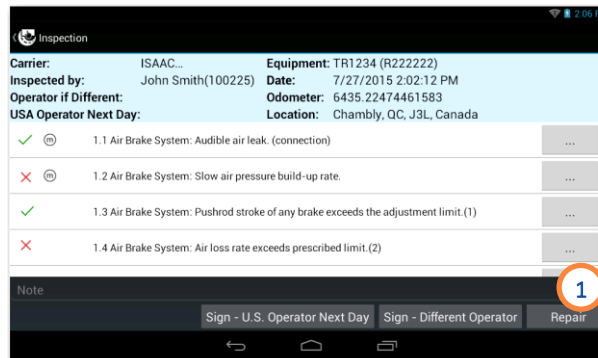 2:06 P
Inspection
Carrier: ISAAC... Equipment: TR1234 (R222222)
Inspected by: John Smith(100225) Date: 7/27/2015 2:02:12 PM
Operator if Different: Odometer: 6435.22474461583
USA Operator Next Day: Location: Chambly, QC, J3L, Canada
m 1.1 Air Brake System: Audible air leak. (connection) ...
m 1.2 Air Brake System: Slow air pressure build-up rate. ...
1.3 Air Brake System: Pushrod stroke of any brake exceeds the adjustment limit.(1) ...
1.4 Air Brake System: Air loss rate exceeds prescribed limit.(2) ...
Note
1
Sign - U.S. Operator Next Day Sign - Different Operator Repair